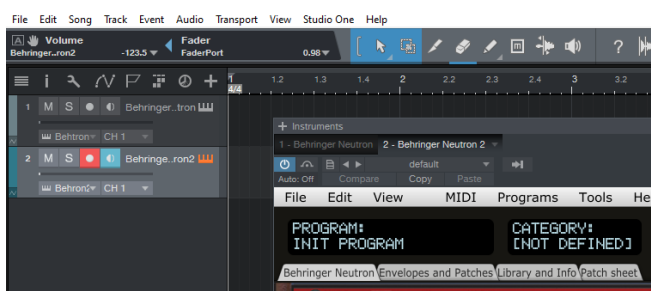 File Edit Song Track Event Audio Transport View Studio One Help
A Volume Fader
Behringer...ron2 -123.5 FaderPort 0.98 ?
i 1 1.2 1.3 1.4 2 2.2 2.3 2.4 3 3.2
4/4
1 M S Behringer..tron
Behtron CH 1
2 M S Behringe..ron2
Behron2 CH 1
+ Instruments
1 - Behringer Neutron 2 - Behringer Neutron 2
default
Auto: Off Compare Copy Paste
File Edit View MIDI Programs Tools He
PROGRAM: CATEGORY:
INIT PROGRAM [NOT DEFINED]
Behringer Neutron Envelopes and Patches Library and Info Patch sheet